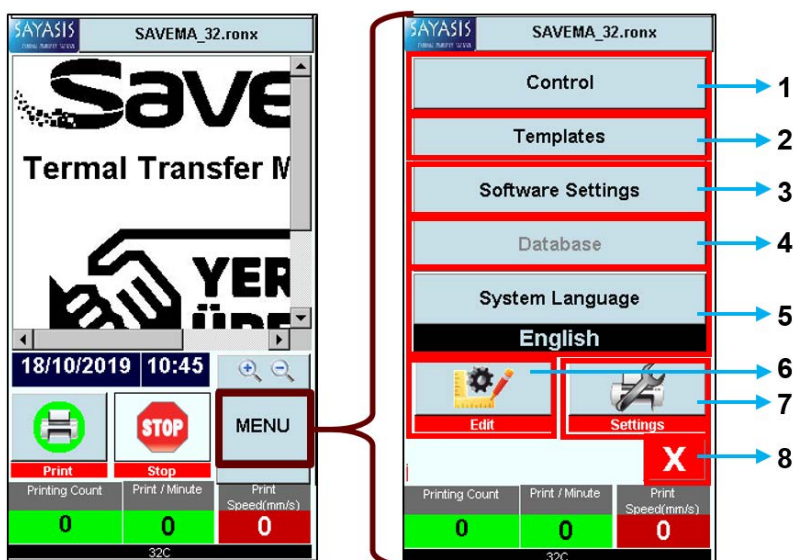 SAYASIS
SAVEMA_32.ronx
Save
Termal Transfer M
YER
18/10/2019 10:45
MENU
STOP
Print
Stop
Printing Count
Print / Minute
Print
Speed(mm/s)
0
0
0
32C
SAYASIS
SAVEMA_32.ronx
Control
1
Templates
2
Software Settings
3
Database
4
System Language
5
English
6
7
Edit
Settings
X
8
Printing Count
Print / Minute
Print
Speed(mm/s)
0
0
0
32C